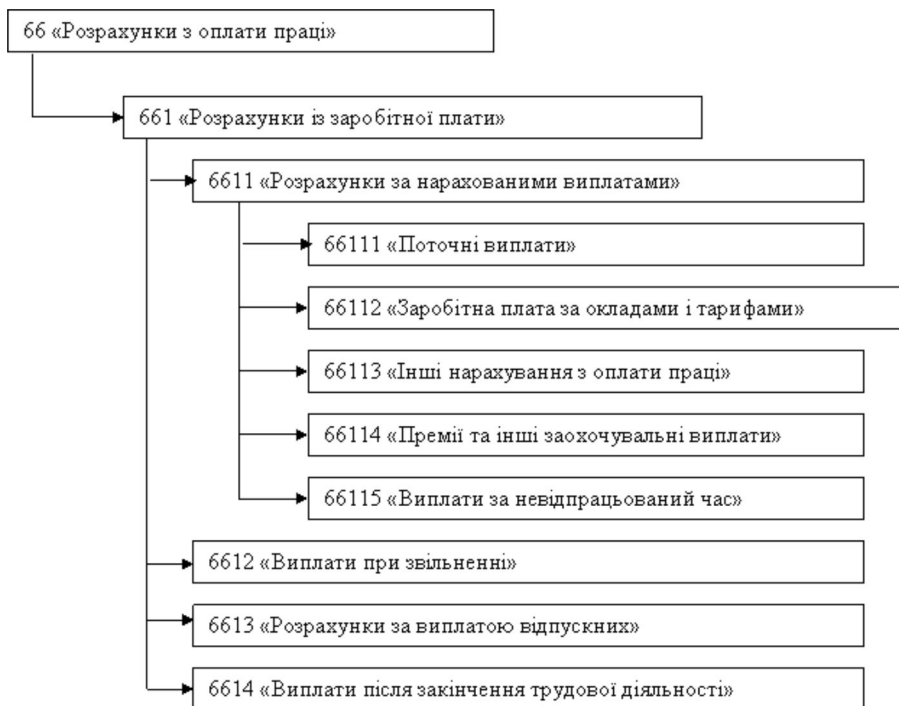 66 «Розрахунки з оплати праці»
661 «Розрахунки із заробітної плати»
6611 «Розрахунки за нарахованими виплатами»
66111 «Поточні виплати»
66112 «Заробітна плата за окладами і тарифами»
66113 «Інші нарахування з оплати праці»
66114 «Премії та інші заохочувальні виплати»
66115 «Виплати за невідпрацьований час»
6612 «Виплати при звільненні»
6613 «Розрахунки за виплатою відпускних»
6614 «Виплати після закінчення трудової діяльності»